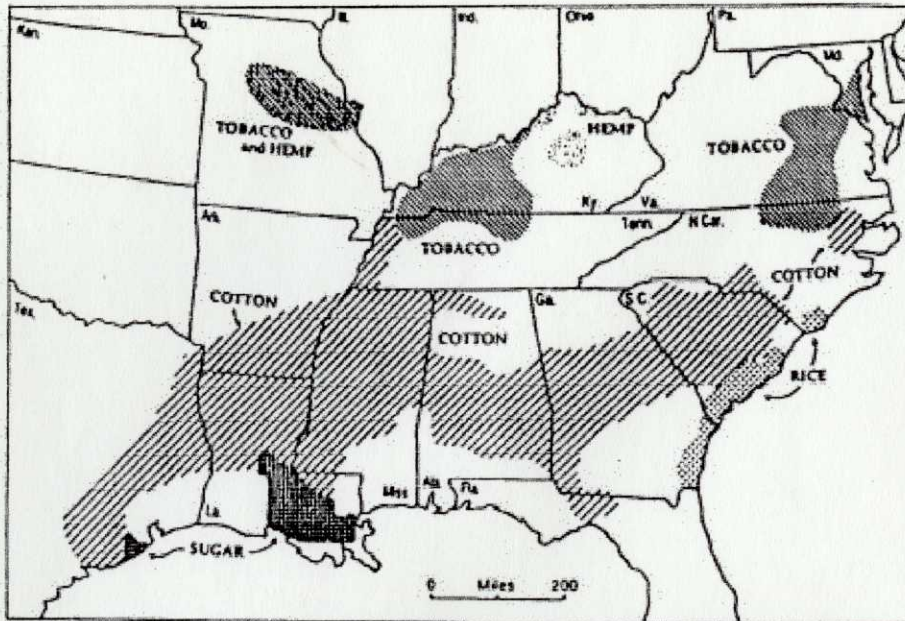 Kan.
Mo.
Ill.
Ind.
Ohio
Pa.
Md.
TOBACCO
and HEMP
HEMP
TOBACCO
Ky.
Va.
Ark.
Tenn.
N.Car.
TOBACCO
COTTON
COTTON
Tex.
Ga.
S.C.
COTTON
RICE
Miss.
Ala.
Fla.
La.
SUGAR
0 Miles 200